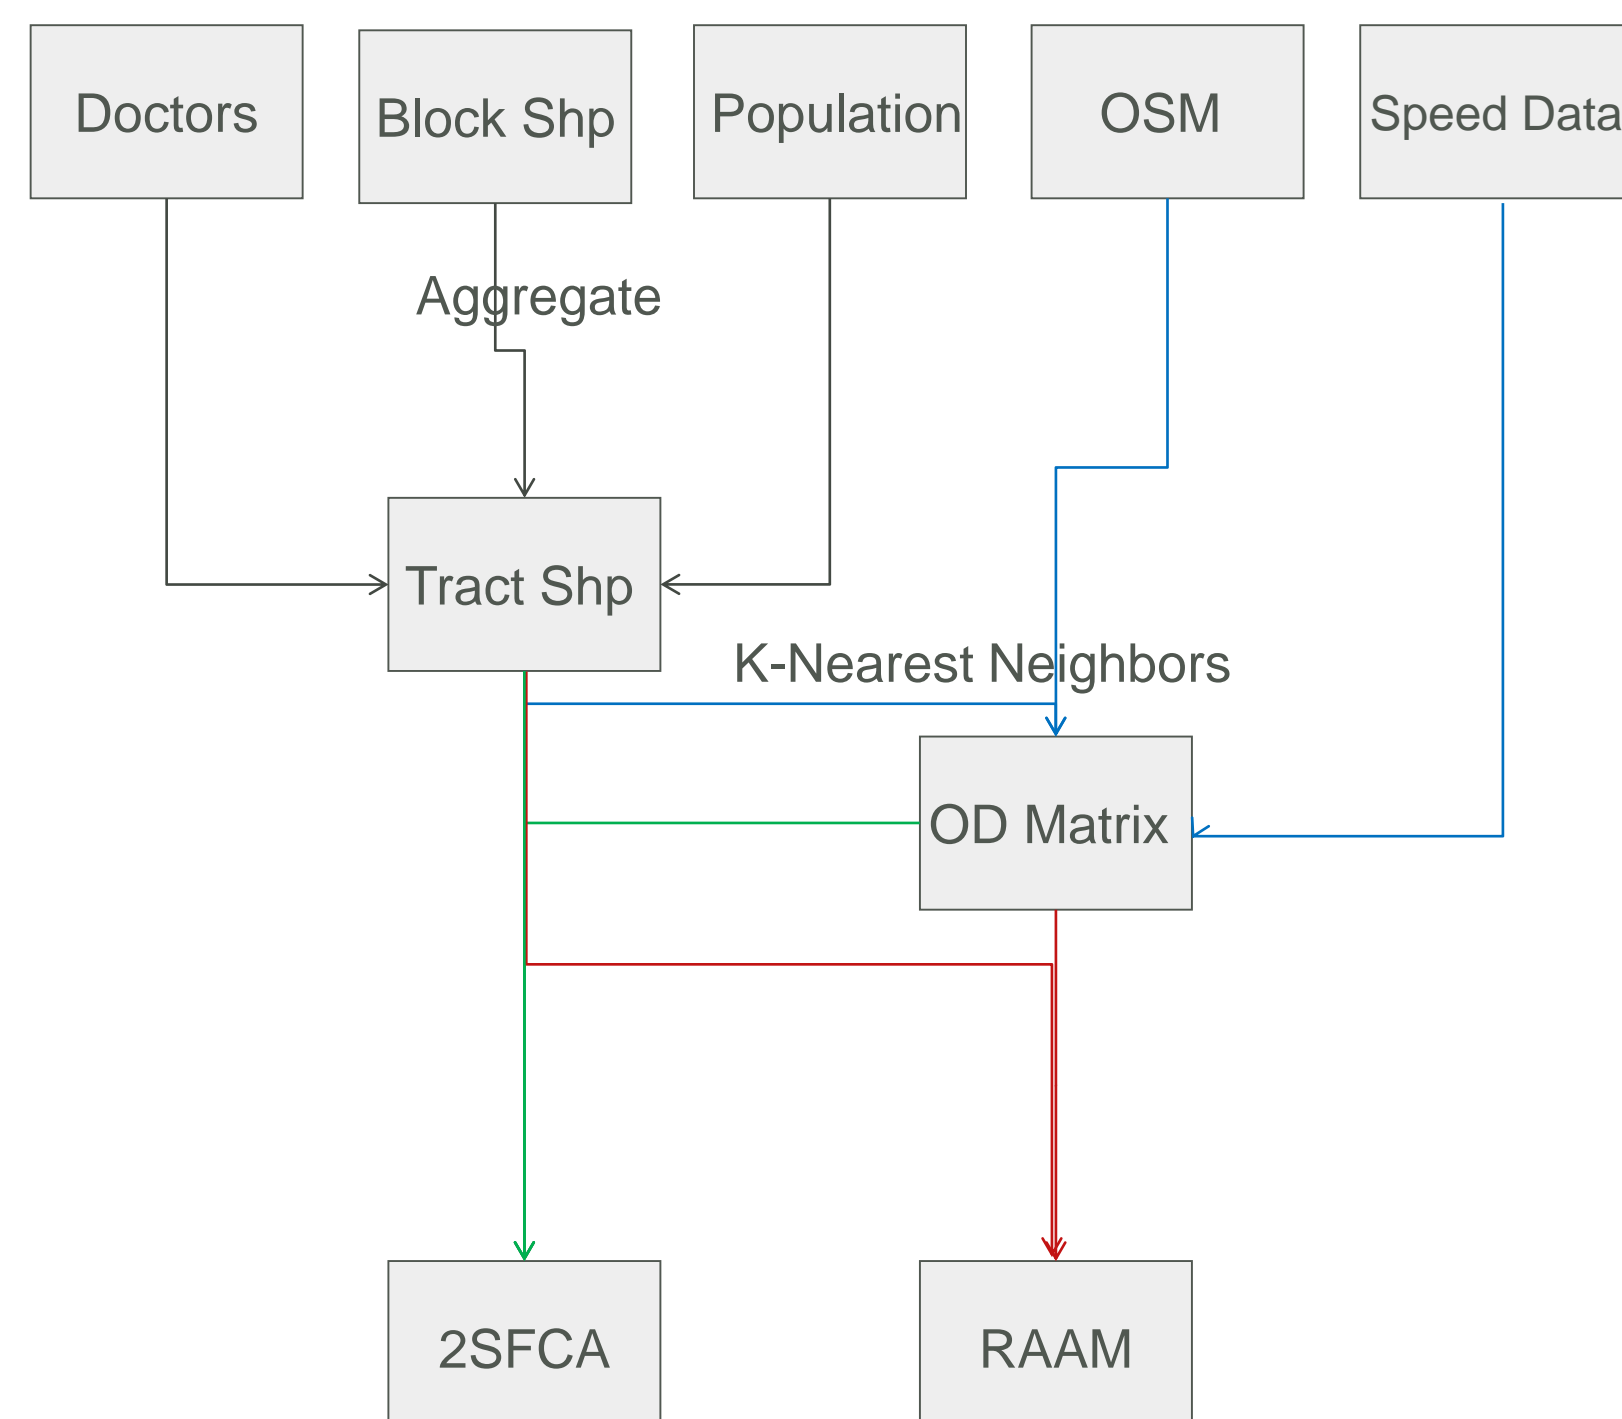 Doctors
Block Shp
Population
OSM
Speed Data
Aggregate
Tract Shp
K-Nearest Neighbors
OD Matrix
2SFCA
RAAM